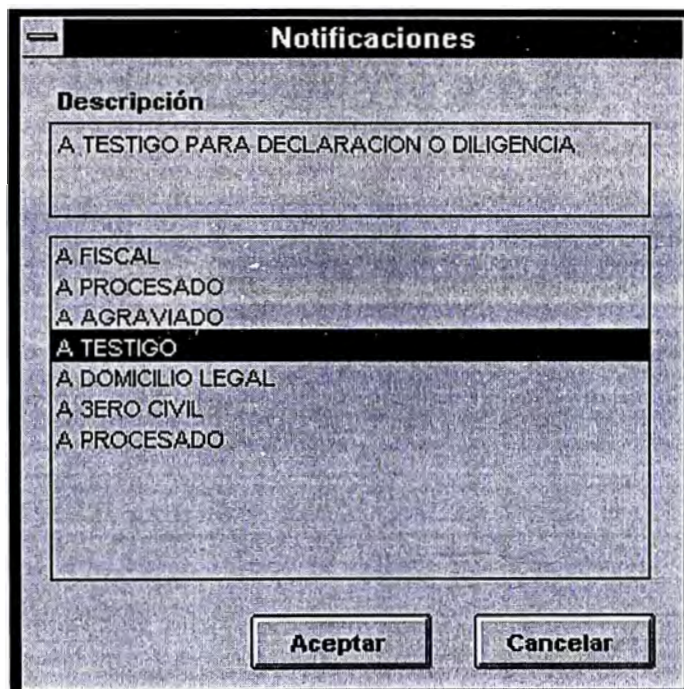 Notificaciones
Descripción
A TESTIGO PARA DECLARACION O DILIGENCIA
A FISCAL
A PROCESADO
A AGRAVIADO
A TESTIGO
A DOMICILIO LEGAL
A 3ERO CIVIL
A PROCESADO
Aceptar
Cancelar